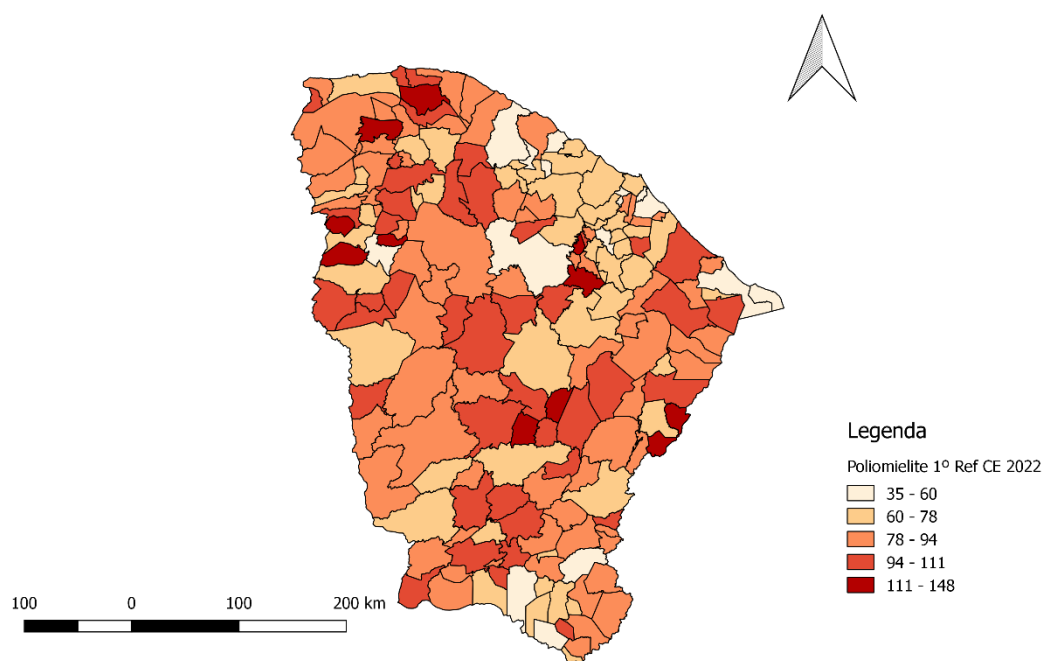 Legenda
Poliomielite 1º Ref CE 2022
35 - 60
60 - 78
78 - 94
94 - 111
111 - 148
100 0 100 200 km